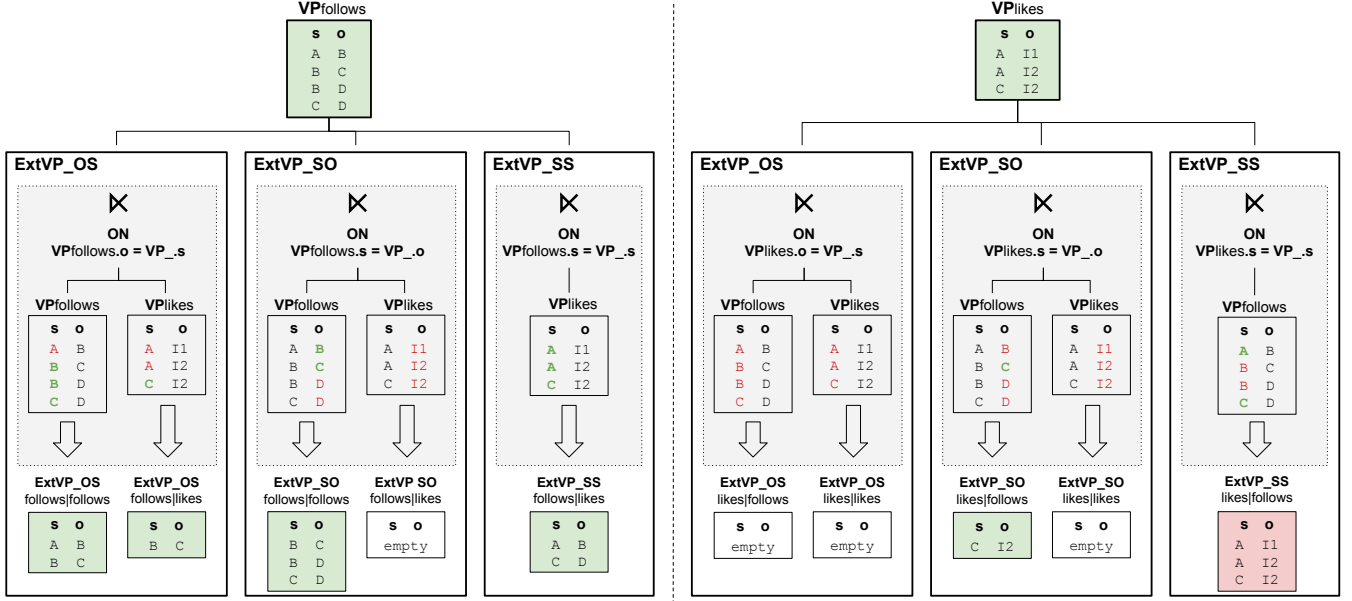 VPfollows
s o
A B
B C
B D
C D
VPlikes
s o
A I1
A I2
C I2
ExtVP_OS
⋉
ON
VPfollows.o = VP_.s
VPfollows
s o
A B
B C
B D
C D
VPlikes
s o
A I1
A I2
C I2
ExtVP_OS
follows|follows
s o
A B
B C
ExtVP_OS
follows|likes
s o
B C
ExtVP_SO
⋉
ON
VPfollows.s = VP_.o
VPfollows
s o
A B
B C
B D
C D
VPlikes
s o
A I1
A I2
C I2
ExtVP_SO
follows|follows
s o
B C
B D
C D
ExtVP SO
follows|likes
s o
empty
ExtVP_SS
⋉
ON
VPfollows.s = VP_.s
VPlikes
s o
A I1
A I2
C I2
ExtVP_SS
follows|likes
s o
A B
C D
ExtVP_OS
⋉
ON
VPlikes.o = VP_.s
VPfollows
s o
A B
B C
B D
C D
VPlikes
s o
A I1
A I2
C I2
ExtVP_OS
likes|follows
s o
empty
ExtVP_OS
likes|likes
s o
empty
ExtVP_SO
⋉
ON
VPlikes.s = VP_.o
VPfollows
s o
A B
B C
B D
C D
VPlikes
s o
A I1
A I2
C I2
ExtVP_SO
likes|follows
s o
C I2
ExtVP_SO
likes|likes
s o
empty
ExtVP_SS
⋉
ON
VPlikes.s = VP_.s
VPfollows
s o
A B
B C
B D
C D
ExtVP_SS
likes|follows
s o
A I1
A I2
C I2